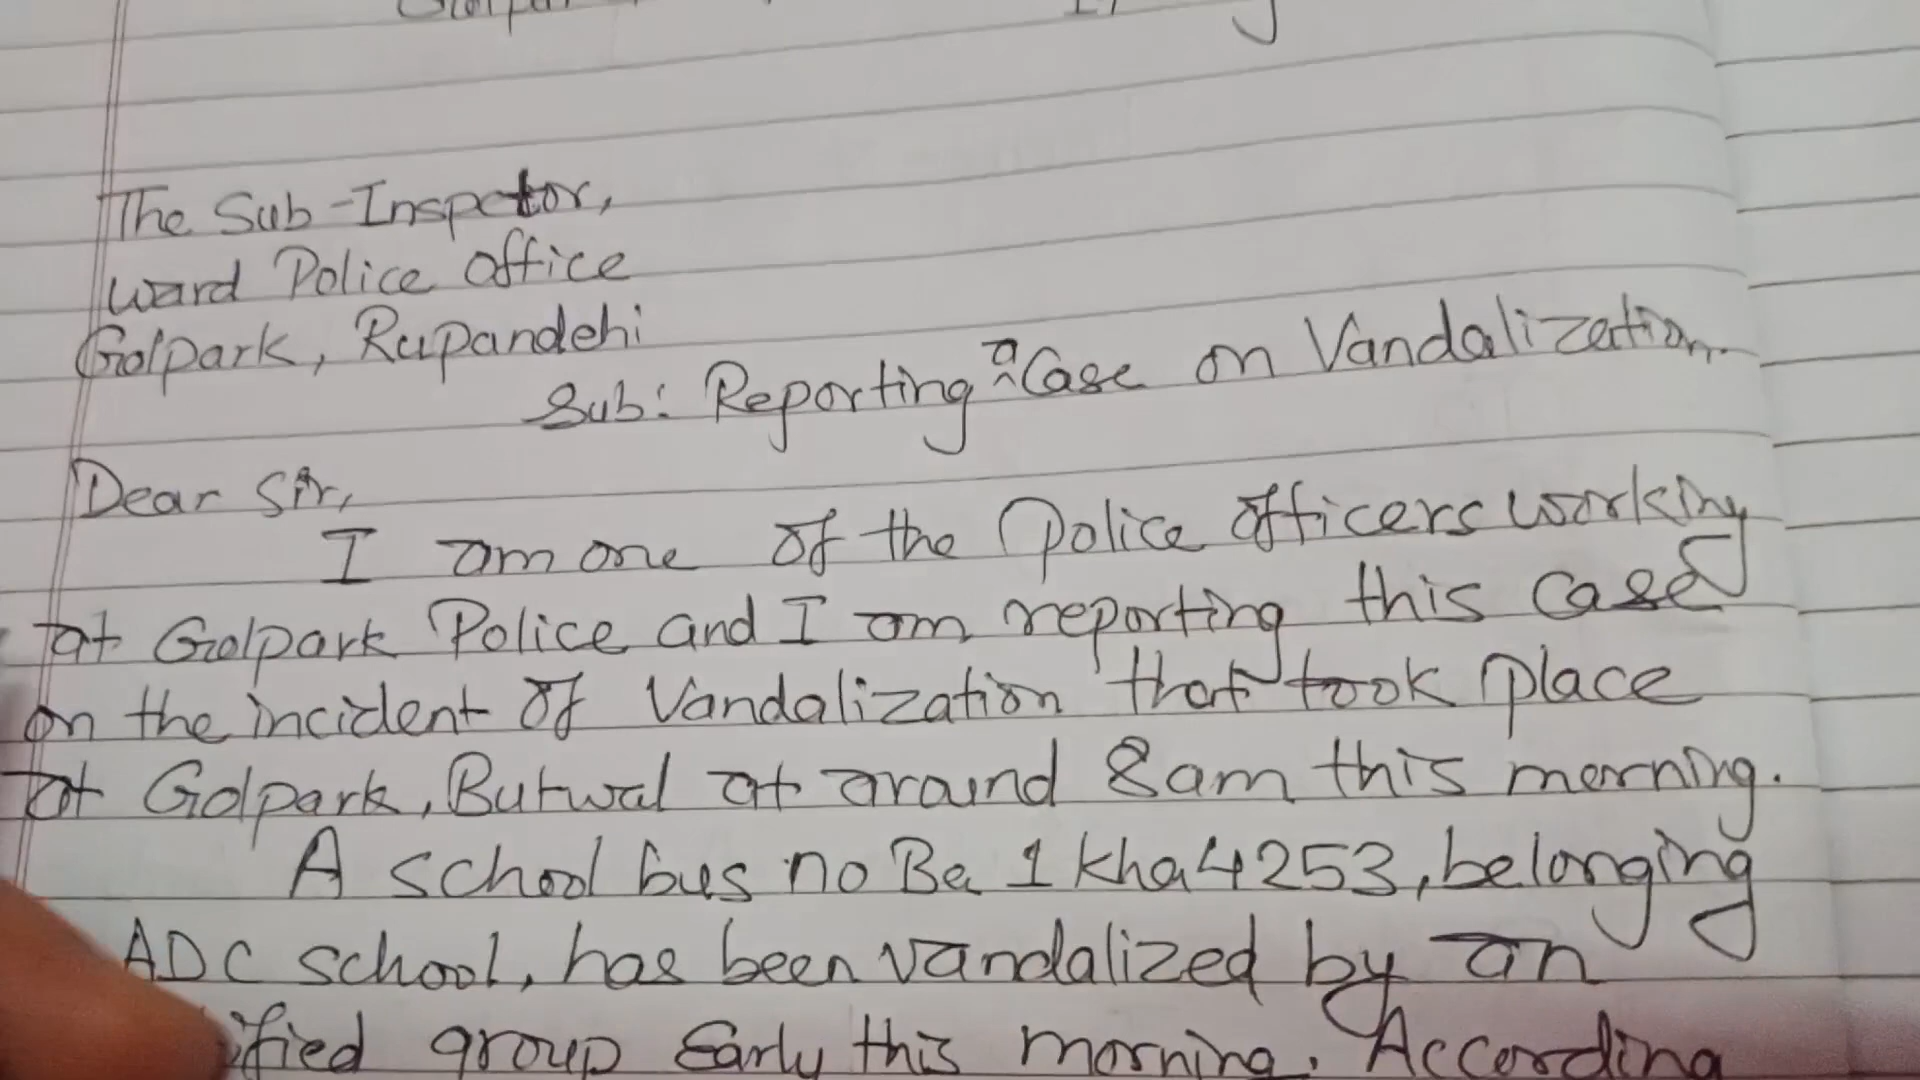 The Sub-Inspector,
ward Police office
Golpark, Rupandehi
Sub: Reporting a Case on Vandalization.
Dear Sir,
I am one of the Police officers working
at Golpark Police and I am reporting this case
on the incident of Vandalization that took place
at Golpark, Butwal at around 8am this morning.
A school bus no Ba 1 kha 4253, belonging
ADC school, has been vandalized by an
ified group early this morning. According